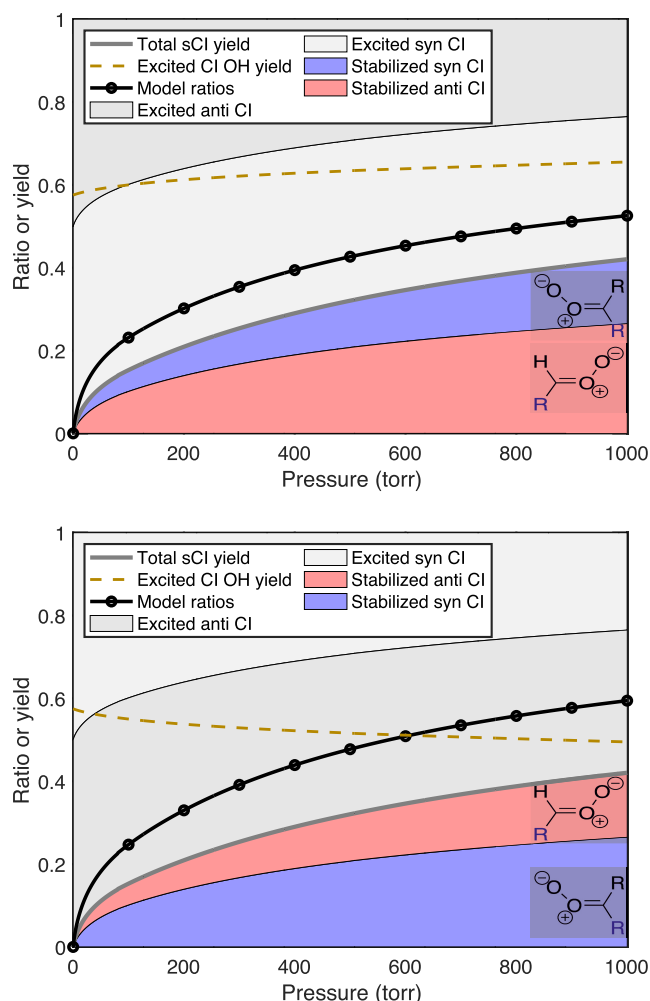 1
Total sCI yield
Excited syn CI
Excited CI OH yield
Stabilized syn CI
Model ratios
Stabilized anti CI
Excited anti CI
0.8
0.6
0.4
0.2
0
Ratio or yield
⊖O
R
O
⊕
R
H
O⊖
O
⊕
R
0 200 400 600 800 1000
Pressure (torr)
1
Total sCI yield
Excited syn CI
Excited CI OH yield
Stabilized anti CI
Model ratios
Stabilized syn CI
Excited anti CI
0.8
0.6
0.4
0.2
0
Ratio or yield
H
O⊖
O
⊕
R
⊖O
R
O
⊕
R
0 200 400 600 800 1000
Pressure (torr)